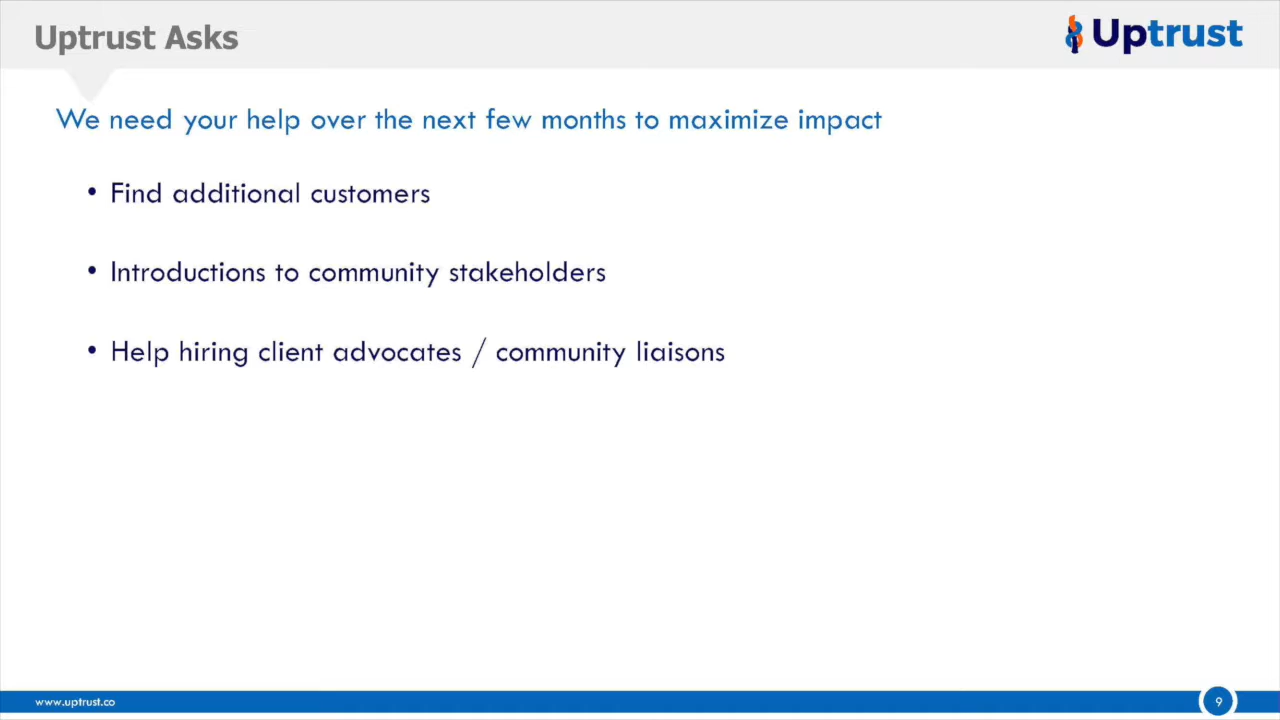 Uptrust Asks
Uptrust
We need your help over the next few months to maximize impact
• Find additional customers
• Introductions to community stakeholders
• Help hiring client advocates / community liaisons
www.uptrust.co
9